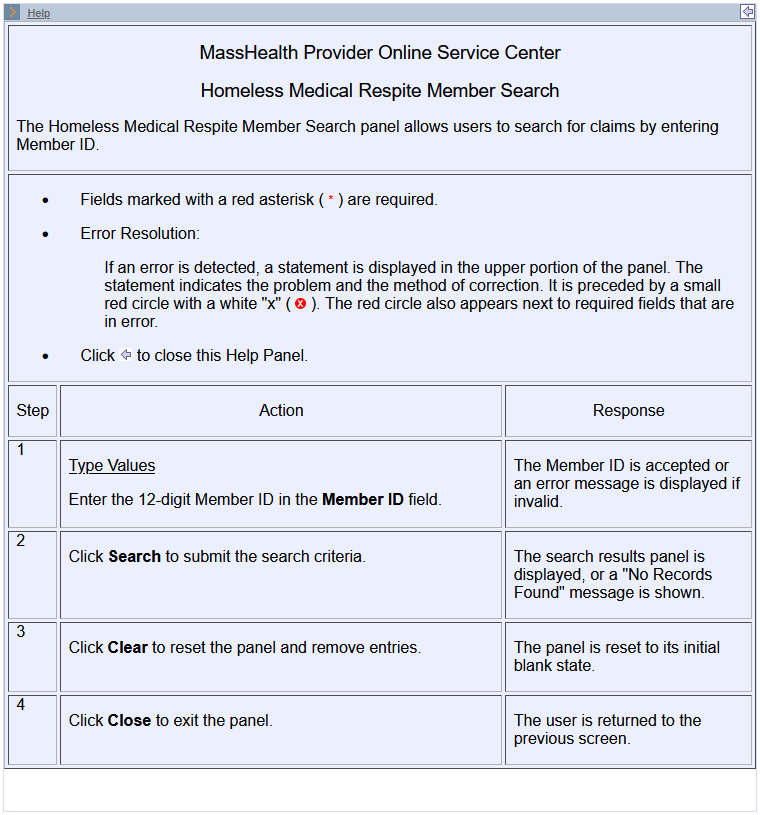 Help
MassHealth Provider Online Service Center
Homeless Medical Respite Member Search
The Homeless Medical Respite Member Search panel allows users to search for claims by entering
Member ID.
• Fields marked with a red asterisk ( * ) are required.
• Error Resolution:
If an error is detected, a statement is displayed in the upper portion of the panel. The
statement indicates the problem and the method of correction. It is preceded by a small
red circle with a white "x" ( x ). The red circle also appears next to required fields that are
in error.
• Click to close this Help Panel.
Step Action Response
1
Type Values
Enter the 12-digit Member ID in the Member ID field.
The Member ID is accepted or
an error message is displayed if
invalid.
2
Click Search to submit the search criteria.
The search results panel is
displayed, or a "No Records
Found" message is shown.
3
Click Clear to reset the panel and remove entries.
The panel is reset to its initial
blank state.
4
Click Close to exit the panel.
The user is returned to the
previous screen.